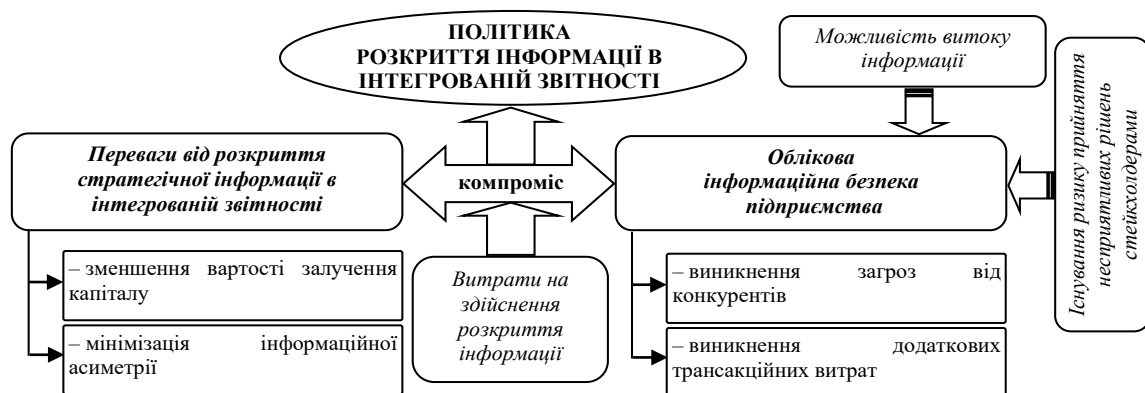 ПОЛІТИКА
РОЗКРИТТЯ ІНФОРМАЦІЇ В
ІНТЕГРОВАНІЙ ЗВІТНОСТІ
Можливість витоку
інформації
Переваги від розкриття
стратегічної інформації в
інтегрованій звітності
компроміс
Облікова
інформаційна безпека
підприємства
Існування ризику прийняття
несприятливих рішень
стейкхолдерами
– зменшення вартості залучення
капіталу
– мінімізація інформаційної
асиметрії
Витрати на
здійснення
розкриття
інформації
– виникнення загроз від
конкурентів
– виникнення додаткових
трансакційних витрат